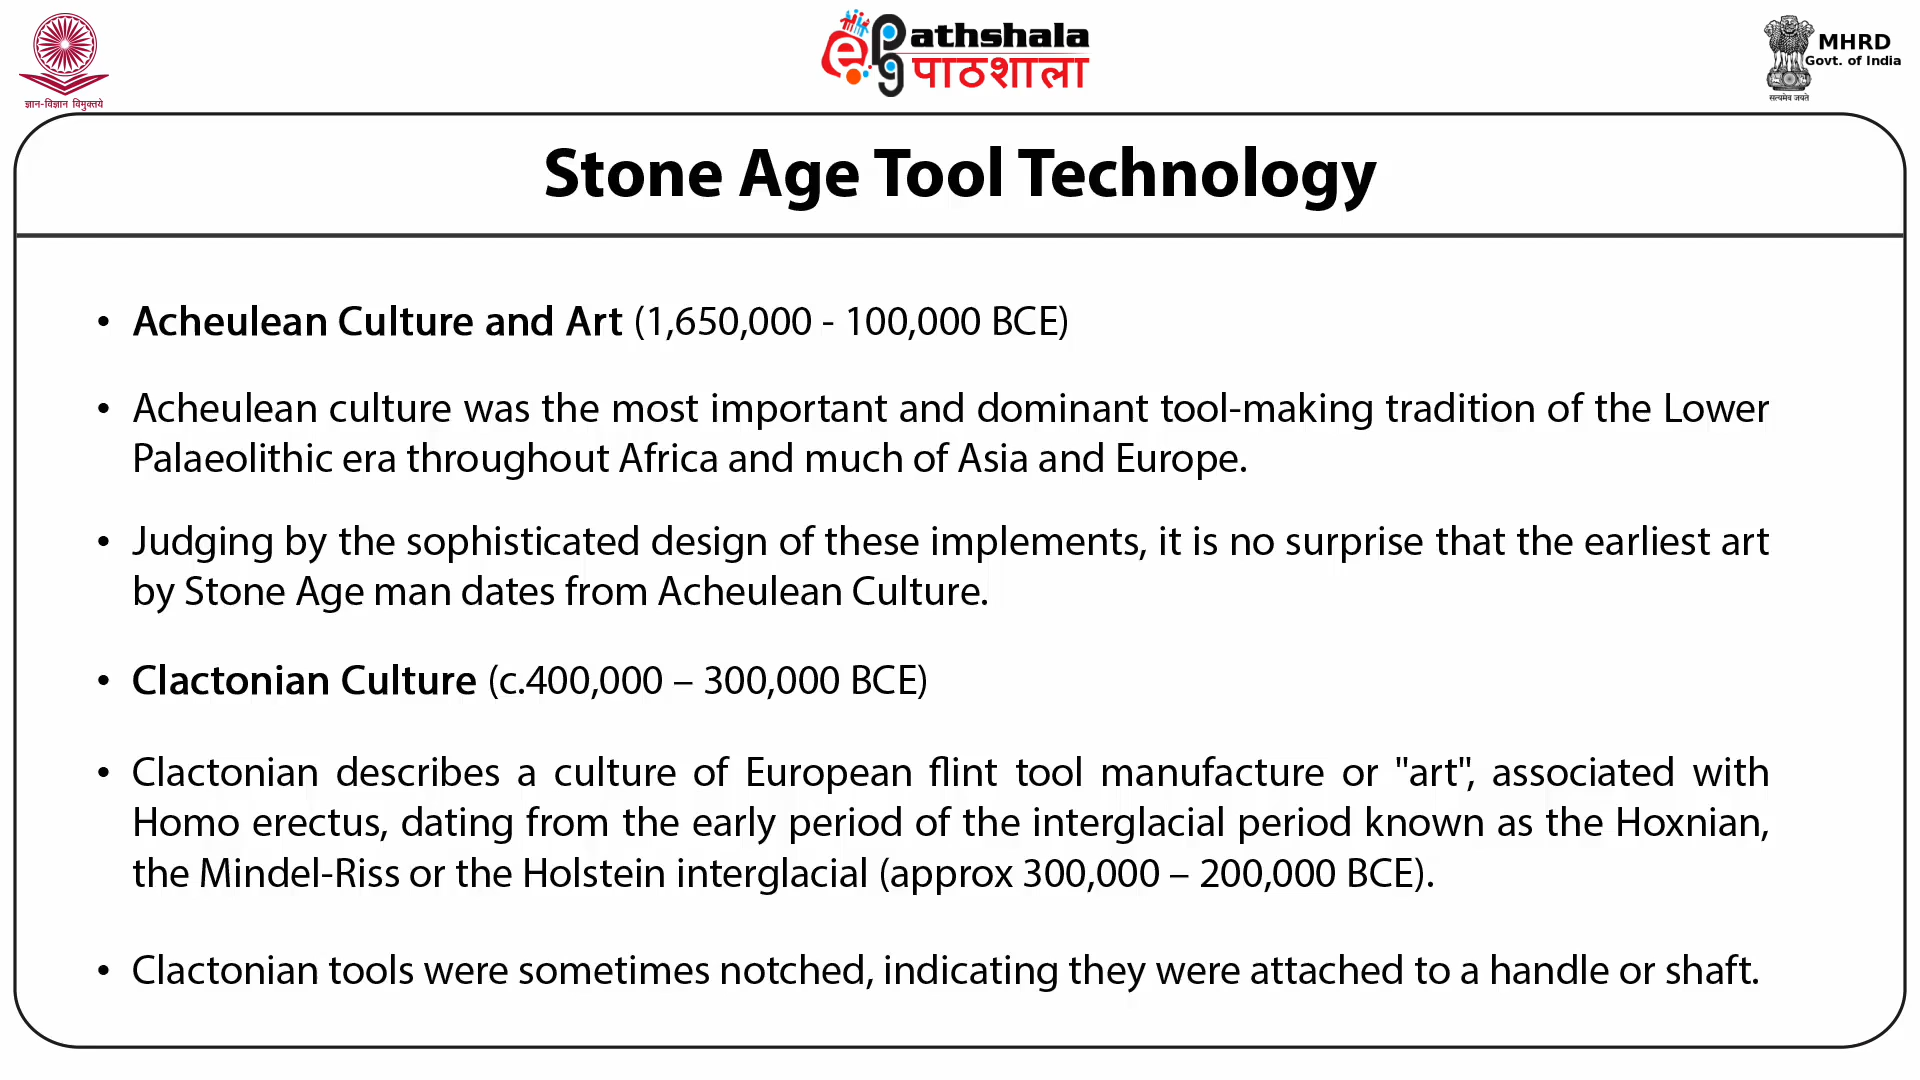 ज्ञान-विज्ञान विमुक्तये
ePG Pathshala
पाठशाला
MHRD
Govt. of India
सत्यमेव जयते
Stone Age Tool Technology
• Acheulean Culture and Art (1,650,000 - 100,000 BCE)
• Acheulean culture was the most important and dominant tool-making tradition of the Lower
Palaeolithic era throughout Africa and much of Asia and Europe.
• Judging by the sophisticated design of these implements, it is no surprise that the earliest art
by Stone Age man dates from Acheulean Culture.
• Clactonian Culture (c.400,000 – 300,000 BCE)
• Clactonian describes a culture of European flint tool manufacture or "art", associated with
Homo erectus, dating from the early period of the interglacial period known as the Hoxnian,
the Mindel-Riss or the Holstein interglacial (approx 300,000 – 200,000 BCE).
• Clactonian tools were sometimes notched, indicating they were attached to a handle or shaft.